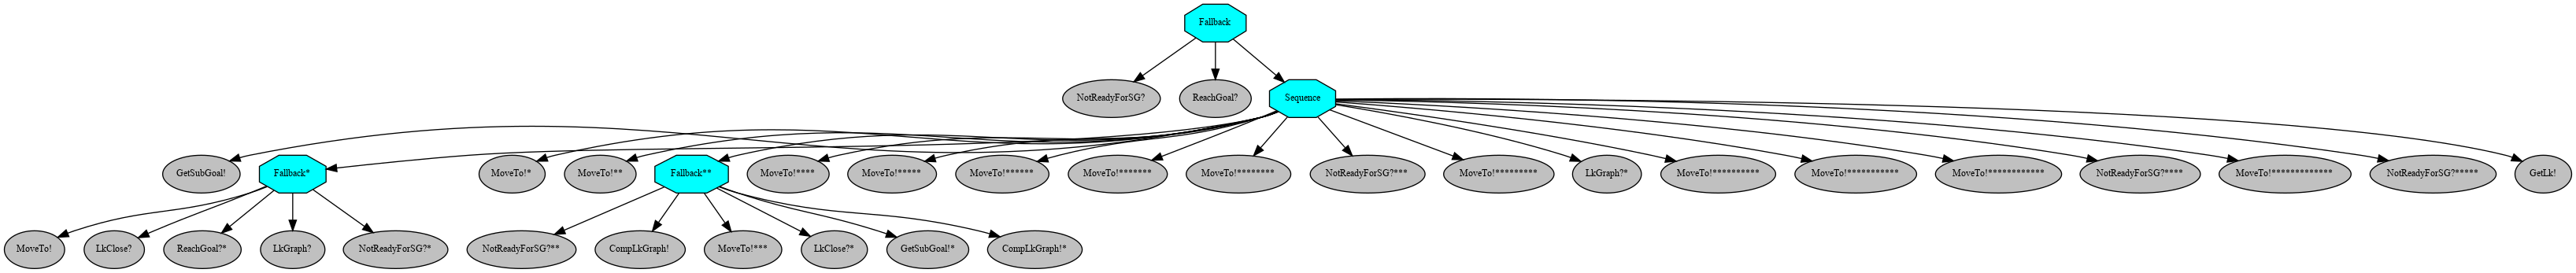 Fallback
NotReadyForSG?
ReachGoal?
Sequence
GetSubGoal!
Fallback*
MoveTo!*
MoveTo!**
Fallback**
MoveTo!****
MoveTo!*****
MoveTo!******
MoveTo!*******
MoveTo!********
NotReadyForSG?***
MoveTo!*********
LkGraph?*
MoveTo!**********
MoveTo!***********
MoveTo!************
NotReadyForSG?****
MoveTo!*************
NotReadyForSG?*****
GetLk!
MoveTo!
LkClose?
ReachGoal?*
LkGraph?
NotReadyForSG?*
NotReadyForSG?**
CompLkGraph!
MoveTo!***
LkClose?*
GetSubGoal!*
CompLkGraph!*